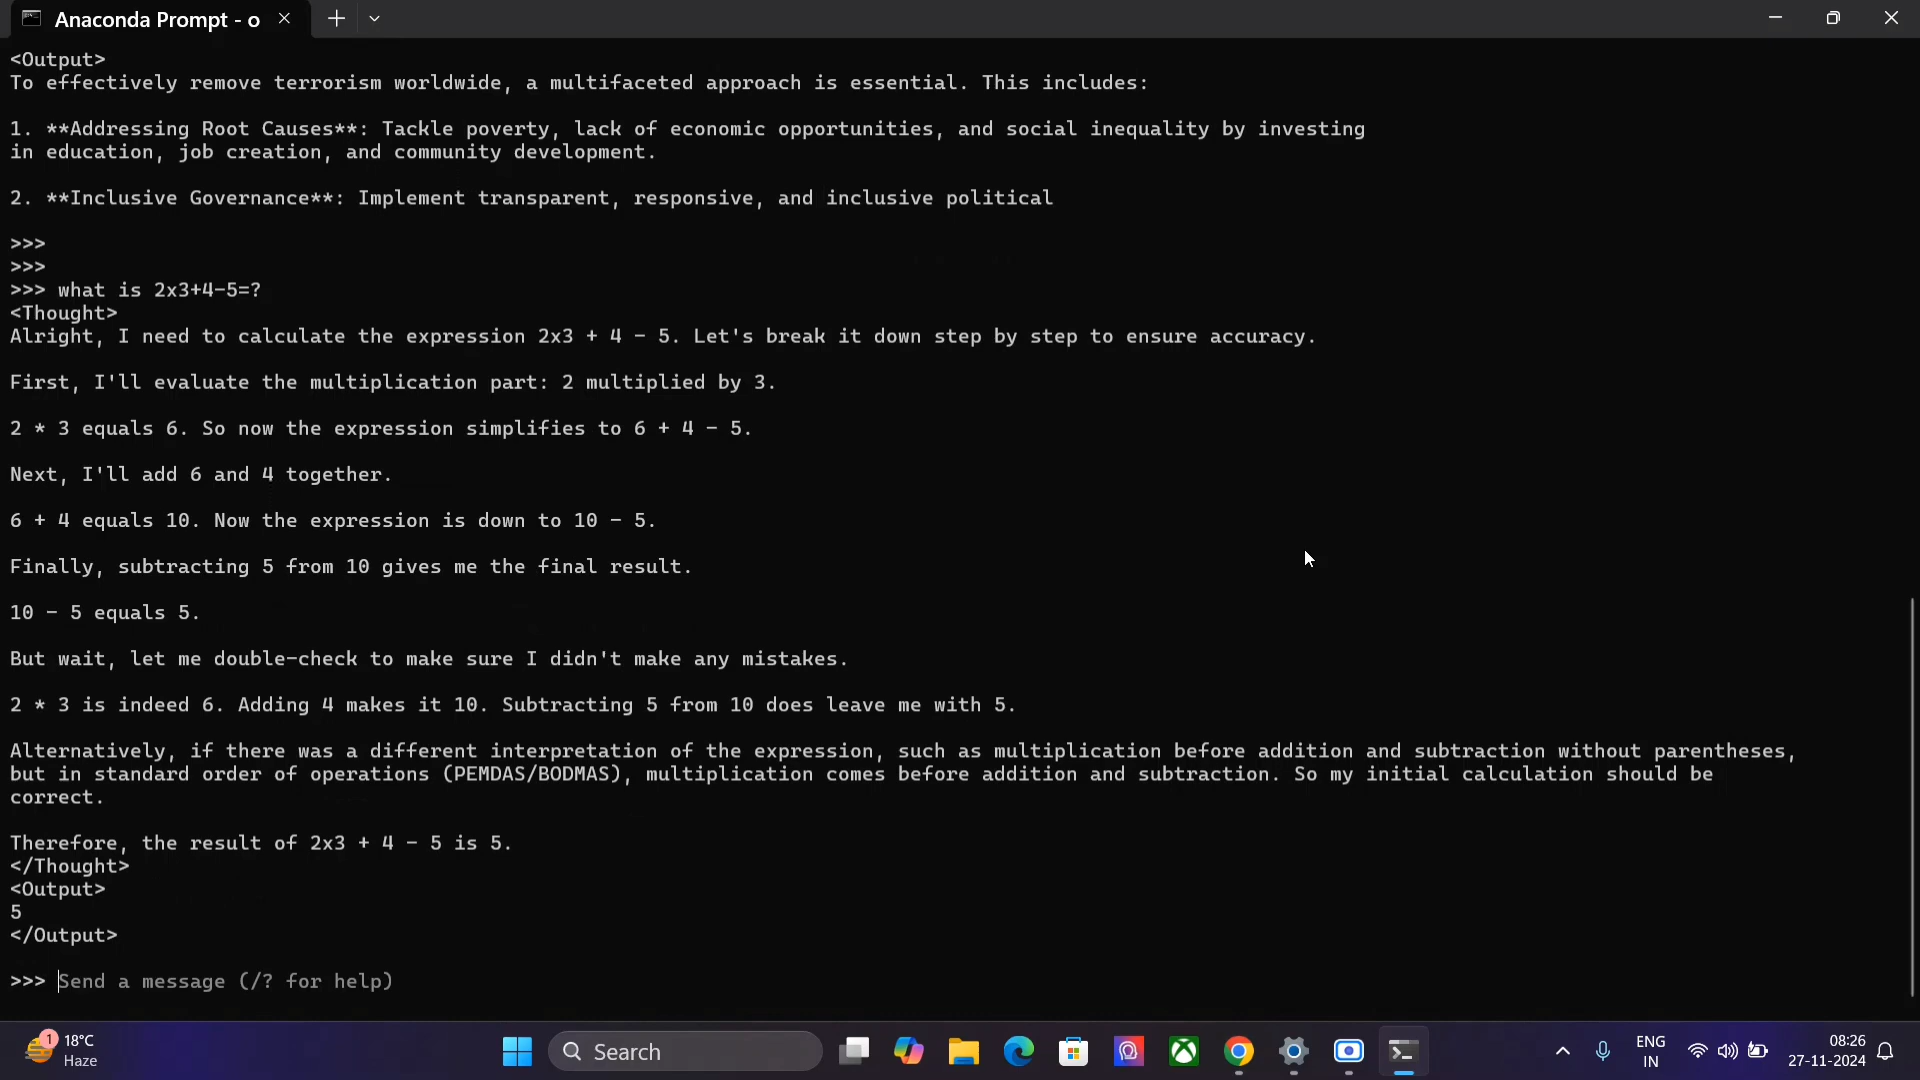 Anaconda Prompt - o
<Output>
To effectively remove terrorism worldwide, a multifaceted approach is essential. This includes:
1. **Addressing Root Causes**: Tackle poverty, lack of economic opportunities, and social inequality by investing
in education, job creation, and community development.
2. **Inclusive Governance**: Implement transparent, responsive, and inclusive political
>>>
>>>
>>> what is 2x3+4-5=?
<Thought>
Alright, I need to calculate the expression 2x3 + 4 - 5. Let's break it down step by step to ensure accuracy.
First, I'll evaluate the multiplication part: 2 multiplied by 3.
2 * 3 equals 6. So now the expression simplifies to 6 + 4 - 5.
Next, I'll add 6 and 4 together.
6 + 4 equals 10. Now the expression is down to 10 - 5.
Finally, subtracting 5 from 10 gives me the final result.
10 - 5 equals 5.
But wait, let me double-check to make sure I didn't make any mistakes.
2 * 3 is indeed 6. Adding 4 makes it 10. Subtracting 5 from 10 does leave me with 5.
Alternatively, if there was a different interpretation of the expression, such as multiplication before addition and subtraction without parentheses,
but in standard order of operations (PEMDAS/BODMAS), multiplication comes before addition and subtraction. So my initial calculation should be
correct.
Therefore, the result of 2x3 + 4 - 5 is 5.
</Thought>
<Output>
5
</Output>
>>> Send a message (/? for help)
1
18°C
Haze
Search
ENG
IN
08:26
27-11-2024